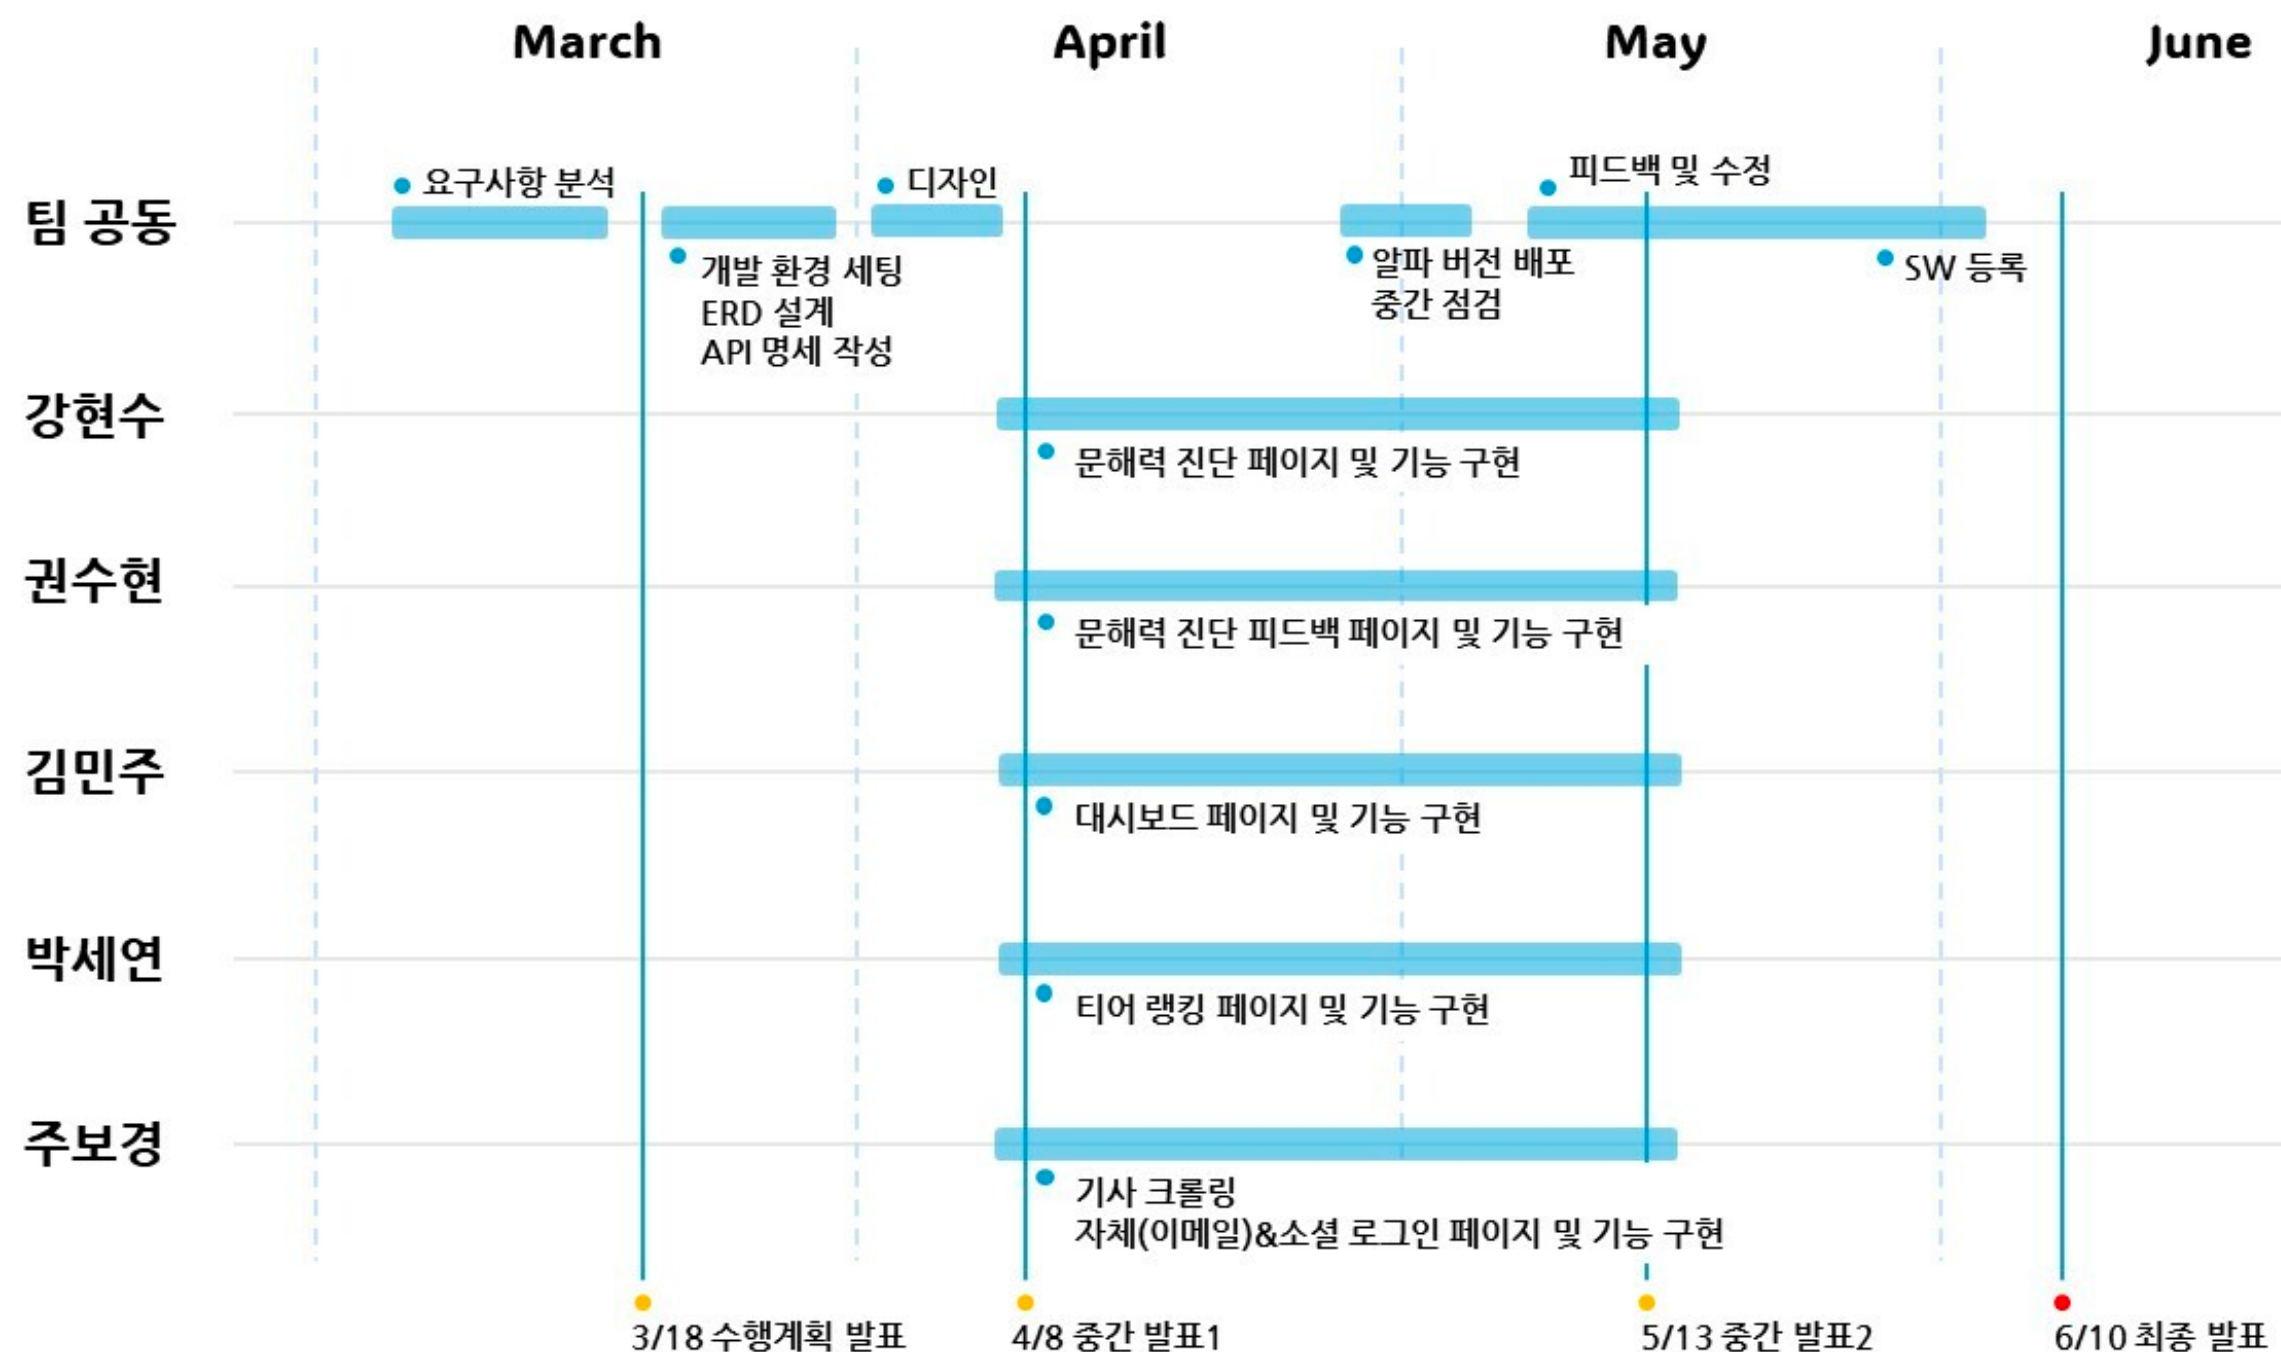 March
April
May
June
팀 공동
요구사항 분석
개발 환경 세팅
ERD 설계
API 명세 작성
디자인
알파 버전 배포
중간 점검
피드백 및 수정
SW 등록
강현수
문해력 진단 페이지 및 기능 구현
권수현
문해력 진단 피드백 페이지 및 기능 구현
김민주
대시보드 페이지 및 기능 구현
박세연
티어 랭킹 페이지 및 기능 구현
주보경
기사 크롤링
자체(이메일)&소셜 로그인 페이지 및 기능 구현
3/18 수행계획 발표
4/8 중간 발표1
5/13 중간 발표2
6/10 최종 발표